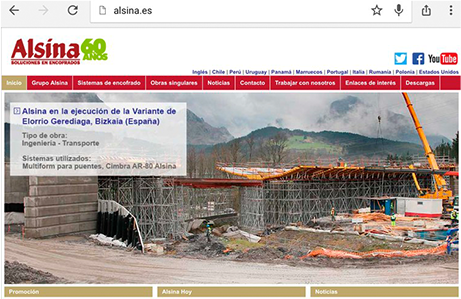 alsina.es
Alsina 60
AÑOS
SOLUCIONES EN ENCOFRADOS
You Tube
Inglés | Chile | Perú | Uruguay | Panamá | Marruecos | Portugal | Italia | Rumanía | Polonia | Estados Unidos
Inicio Grupo Alsina Sistemas de encofrado Obras singulares Noticias Contacto Trabajar con nosotros Enlaces de interés Descargas
Alsina en la ejecución de la Variante de
Elorrio Gerediaga, Bizkaia (España)
Tipo de obra:
Ingeniería - Transporte
Sistemas utilizados:
Multiform para puentes, Cimbra AR-80 Alsina
Promoción Alsina Hoy Noticias